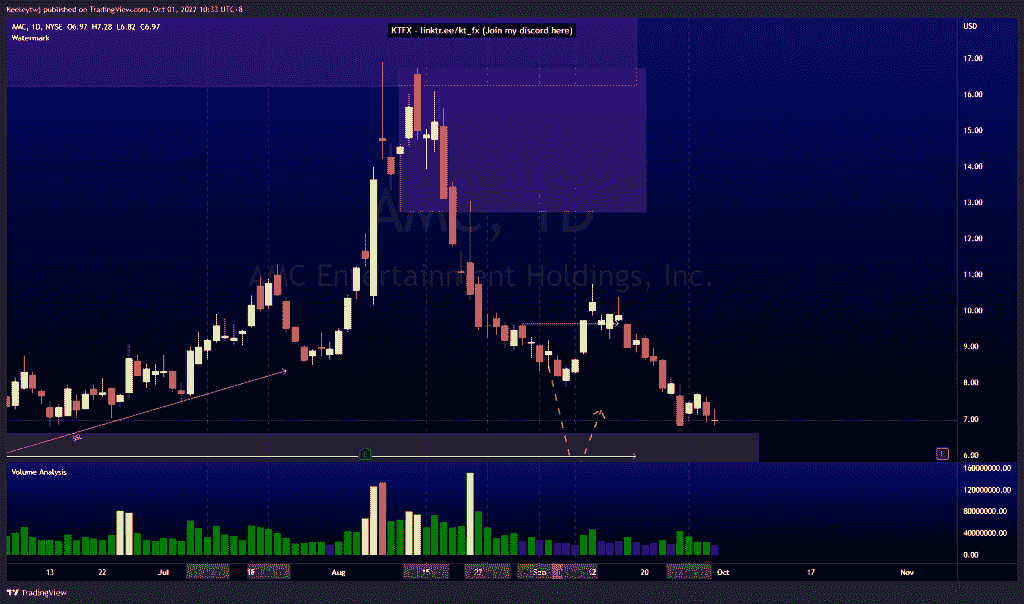 Keeseytwj published on TradingView.com, Oct 01, 2022 10:33 UTC+8
AMC, 1D, NYSE O6.97 H7.28 L6.82 C6.97
Watermark
KTFX - linktr.ee/kt_fx (Join my discord here)
USD
17.00
16.00
15.00
14.00
13.00
12.00
11.00
10.00
9.00
8.00
7.00
6.00
AMC, 1D
AMC Entertainment Holdings, Inc.
Volume Analysis
160000000.00
120000000.00
80000000.00
40000000.00
0.00
13 22 Jul 18 Aug 15 22 Sep 12 20 Oct 17 Nov
TradingView